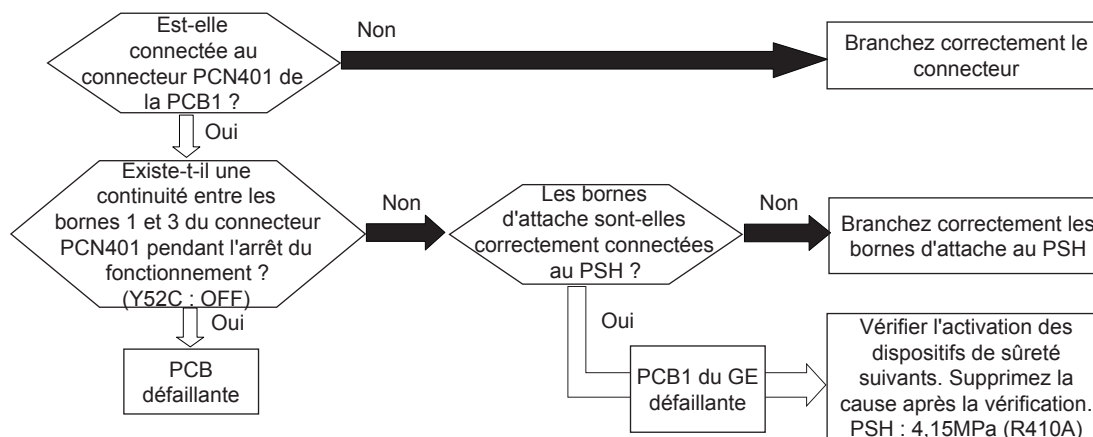 Est-elle
connectée au
connecteur PCN401 de
la PCB1 ?
Non
Branchez correctement le
connecteur
Oui
Existe-t-il une
continuité entre les
bornes 1 et 3 du connecteur
PCN401 pendant l'arrêt du
fonctionnement ?
(Y52C : OFF)
Non
Les bornes
d'attache sont-elles
correctement connectées
au PSH ?
Non
Branchez correctement les
bornes d'attache au PSH
Oui
PCB
défaillante
Oui
PCB1 du GE
défaillante
Vérifier l'activation des
dispositifs de sûreté
suivants. Supprimez la
cause après la vérification.
PSH : 4,15MPa (R410A)